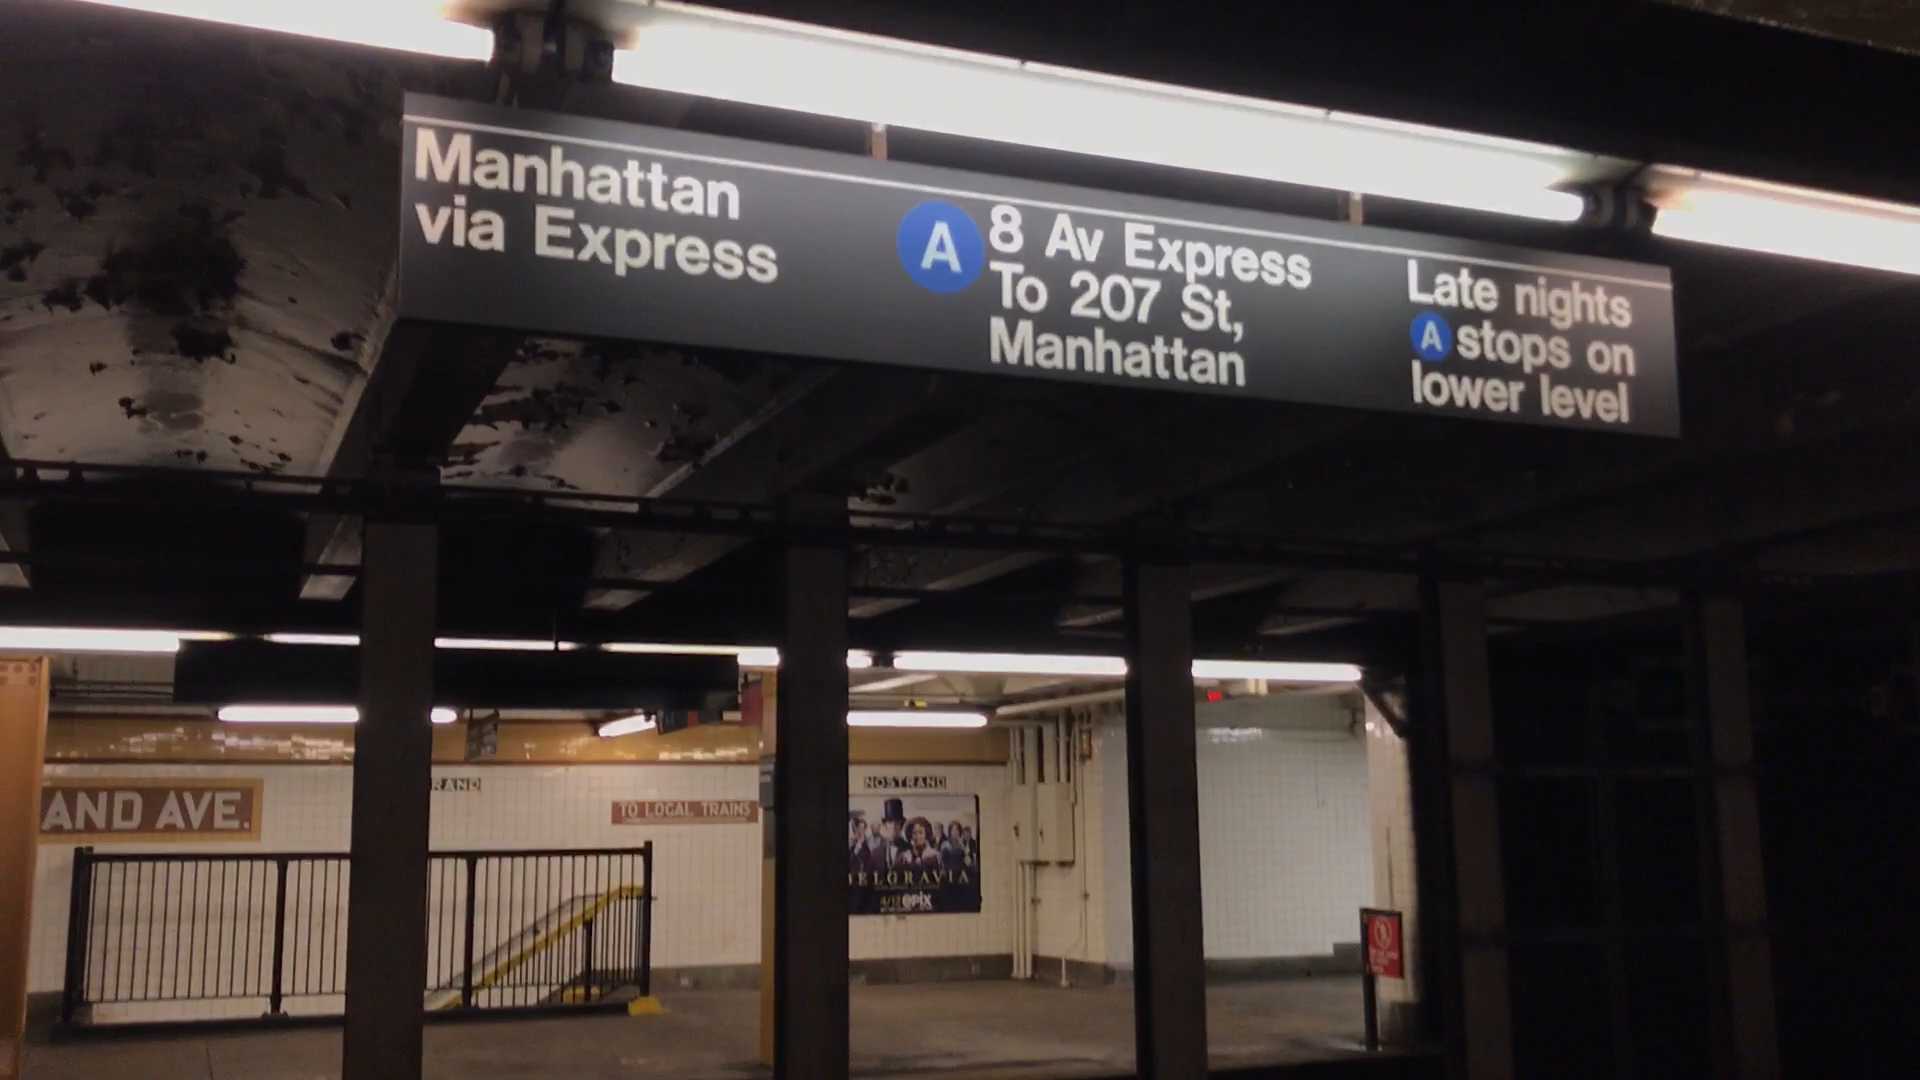 Manhattan
via Express
A
8 Av Express
To 207 St,
Manhattan
Late nights
A stops on
lower level
AND AVE.
RAND
TO LOCAL TRAINS
NOSTRAND
BELGRAVIA
epix